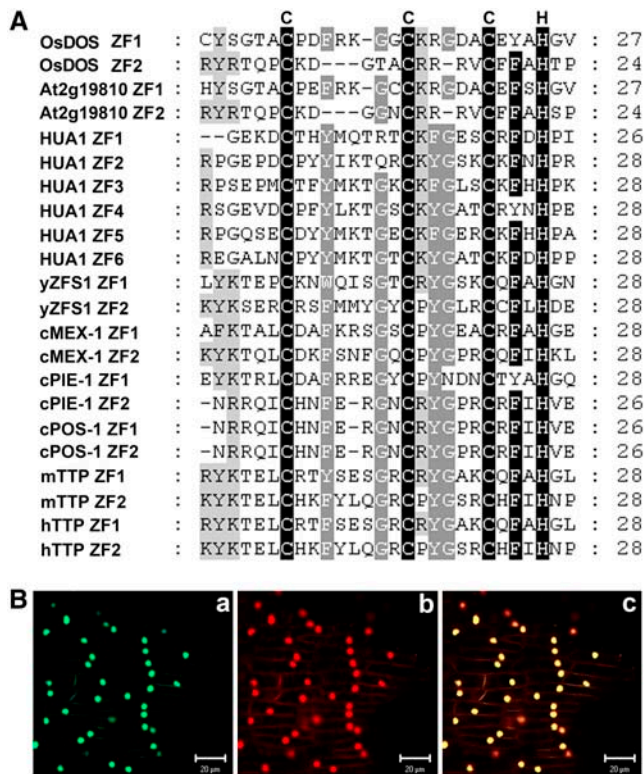 A
C C C H
OsDOS ZF1 : CYSGTACPDFRK-GGCKRGDACEYAHGV : 27
OsDOS ZF2 : RYRTQPCKD---GTACRR-RVCFFAHTP : 24
At2g19810 ZF1 : HYSGTACPEFRK-GCCKRGDACEFSHGV : 27
At2g19810 ZF2 : RYRTQPCKD---GGNCRR-RVCFFAHTP : 24
HUA1 ZF1 : --GEKDCTHYMQTRTCKFGESCRFDHPI : 26
HUA1 ZF2 : RPGEPDCPYYIKTQRCKYGSKCKFNHPR : 28
HUA1 ZF3 : RPSEPMCTFYMKTGKCKFGLSCKFHHPK : 28
HUA1 ZF4 : RSGEVDCPFYLKTGSCKYGATCRYNHPE : 28
HUA1 ZF5 : RPGQSECDYYMKTGECKFGERCKFHHPA : 28
HUA1 ZF6 : REGALNCPYYMKTGTCKYGATCKFDHPP : 28
yZFS1 ZF1 : LYKTEPCKNWQISGTCRYGSKCQFAHGN : 28
yZFS1 ZF2 : KYKSERCRSFMMYGYCPYGLRCCFLHDE : 28
cMEX-1 ZF1 : AFKTALCDAFKRSGSCPYGEACRFAHGE : 28
cMEX-1 ZF2 : KYKTQLCDKFSNFGQCPYGPRCQFIHKL : 28
cPIE-1 ZF1 : EYKTRLCDAFRREGYCPYNDNCTYAHGQ : 28
cPIE-1 ZF2 : -NRRQICHNFE-RGNCRYGPRCRFIHVE : 26
cPOS-1 ZF1 : -NRRQICHNFE-RGNCRYGPRCRFIHVE : 26
cPOS-1 ZF2 : -NRRQICHNFE-RGNCRYGPRCRFIHVE : 26
mTTP ZF1 : RYKTELCRTYSESGRCRYGAKCQFAHGL : 28
mTTP ZF2 : KYKTELCHKFYLQGRCPYGSRCHFIHNP : 28
hTTP ZF1 : RYKTELCRTFSESGRCRYGAKCQFAHGL : 28
hTTP ZF2 : KYKTELCHKFYLQGRCPYGSRCHFIHNP : 28
B
a b c
20 µm 20 µm 20 µm